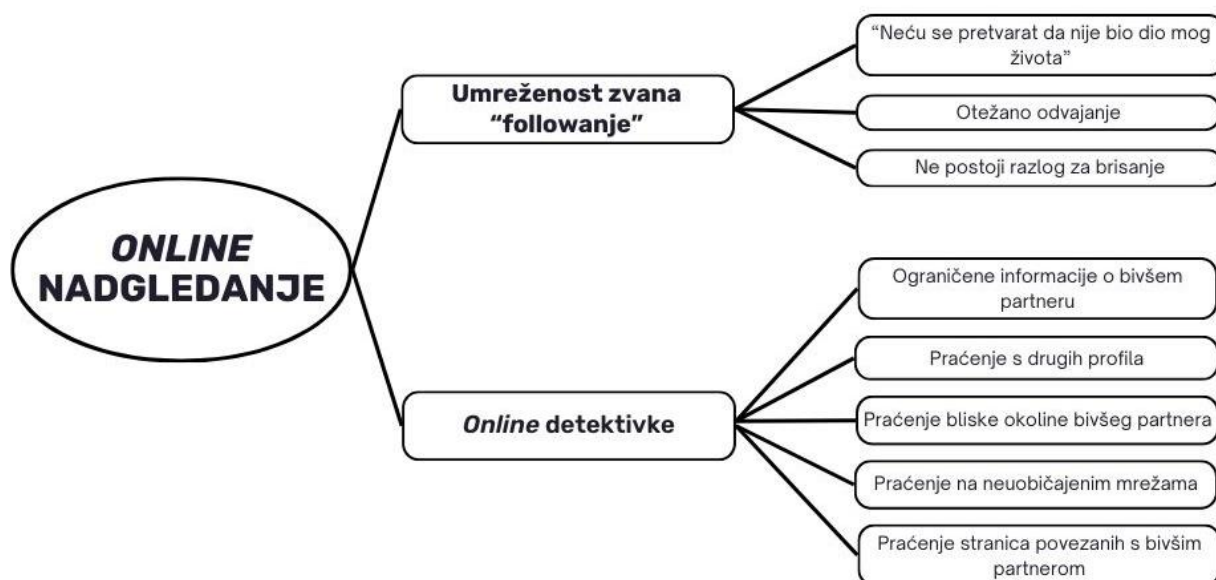 ONLINE
NADGLEDANJE
Umreženost zvana
“followanje”
“Neću se pretvarat da nije bio dio mog
života”
Otežano odvajanje
Ne postoji razlog za brisanje
Online detektivke
Ograničene informacije o bivšem
partneru
Praćenje s drugih profila
Praćenje bliske okoline bivšeg partnera
Praćenje na neuobičajenim mrežama
Praćenje stranica povezanih s bivšim
partnerom